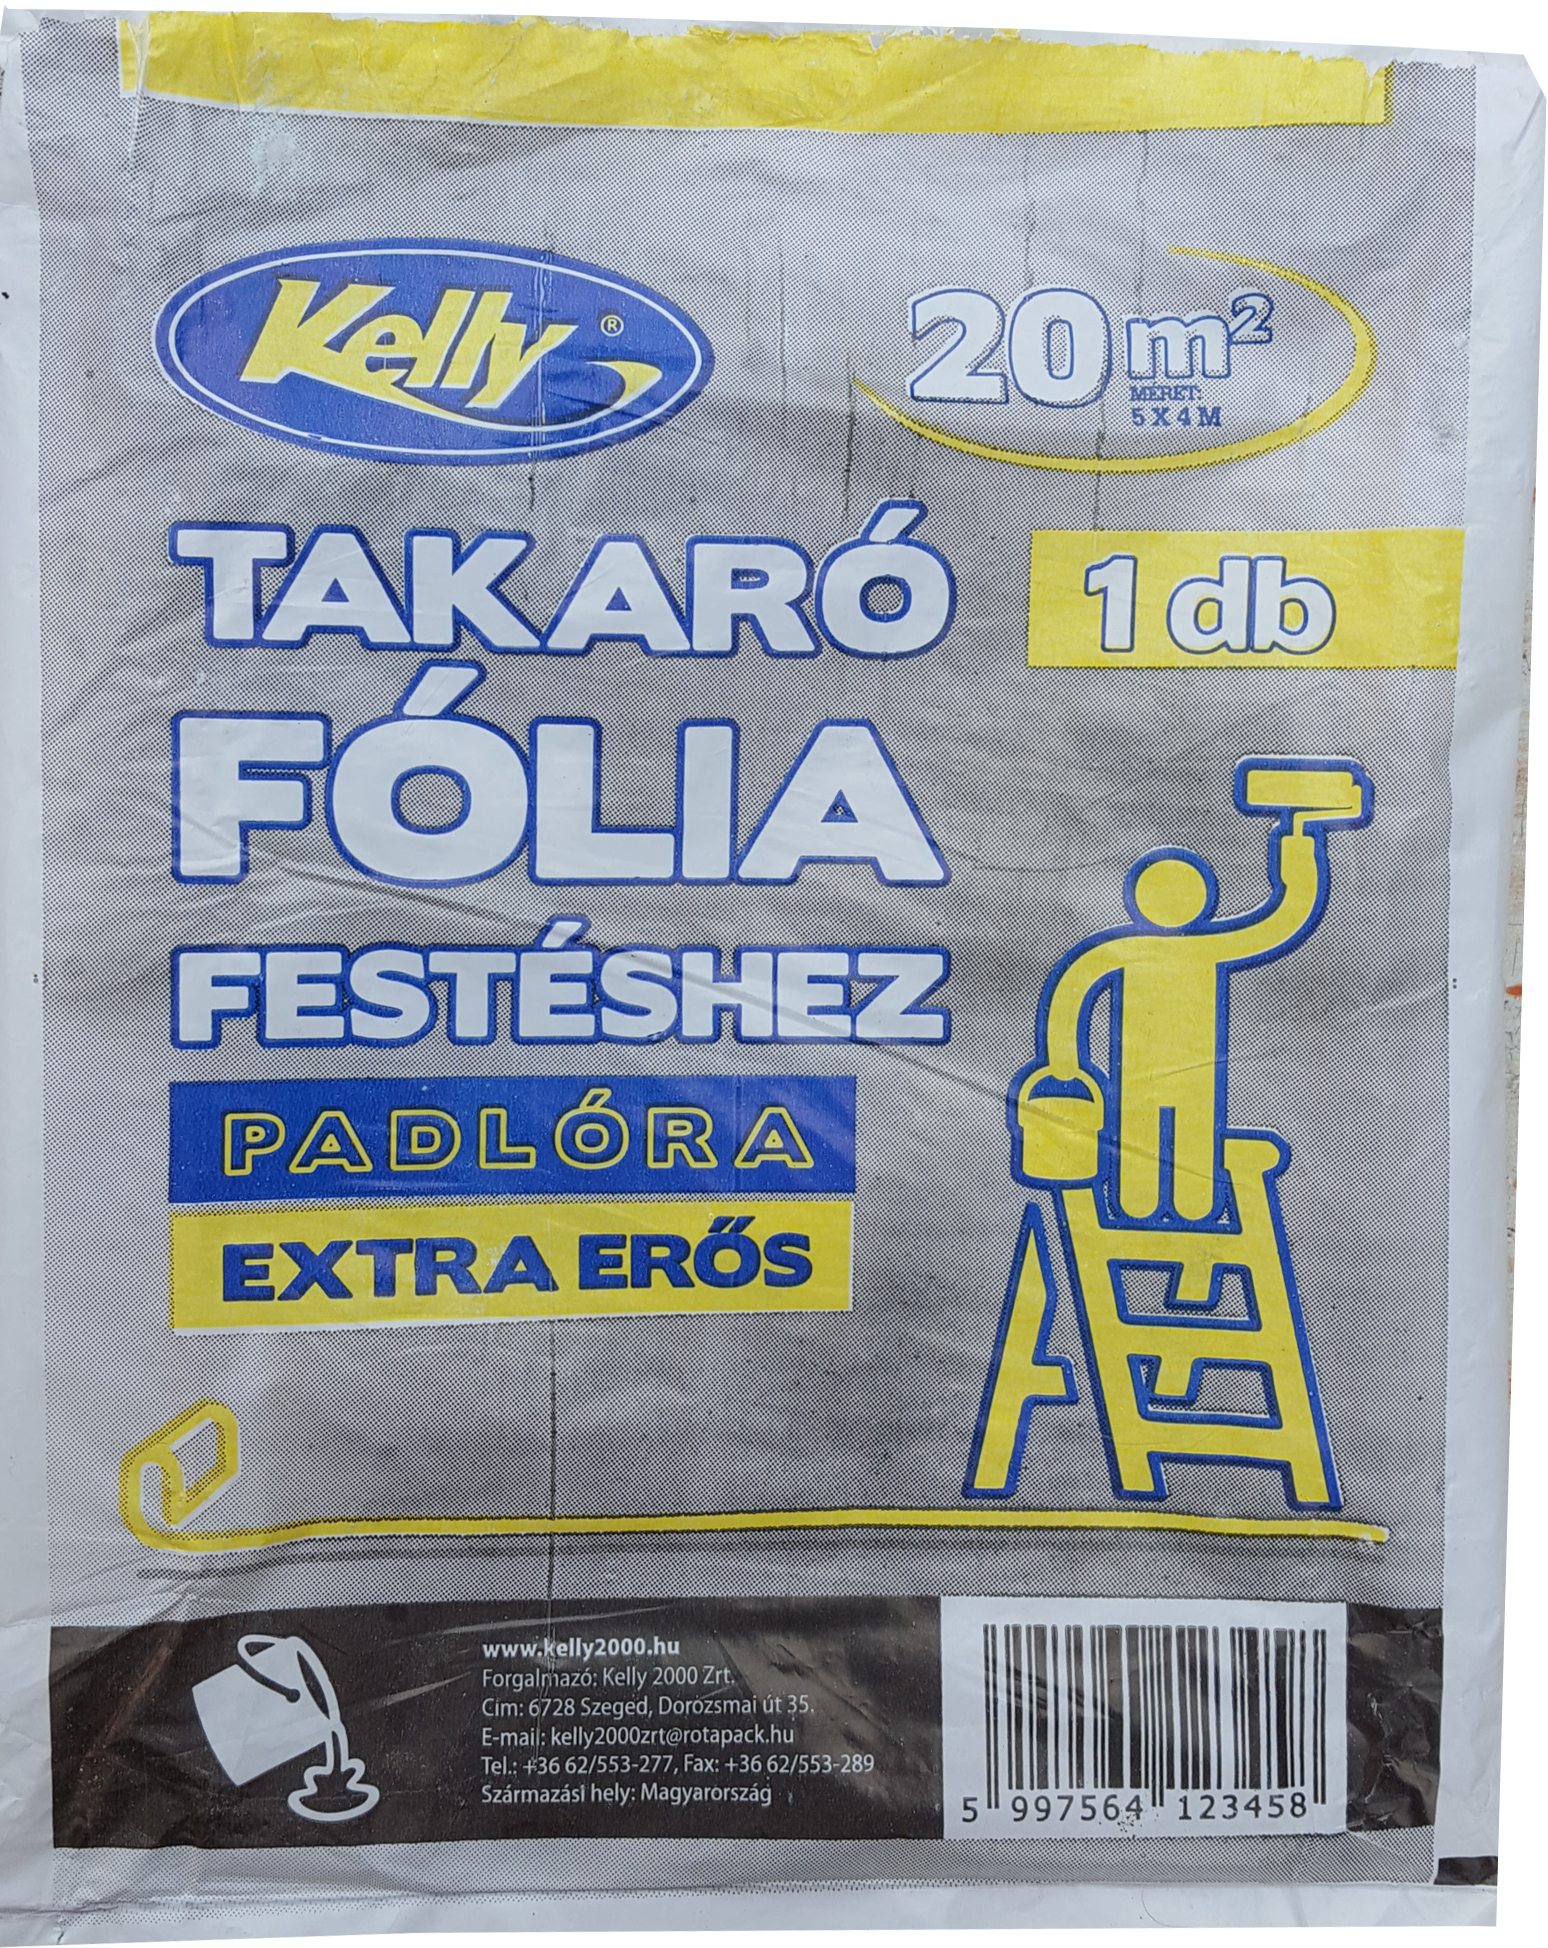 Kelly ®
20 m²
MÉRET:
5 X 4 M
TAKARÓ
1 db
FÓLIA
FESTÉSHEZ
PADLÓRA
EXTRA ERŐS
www.kelly2000.hu
Forgalmazó: Kelly 2000 Zrt.
Cím: 6728 Szeged, Dorozsmai út 35.
E-mail: kelly2000zrt@rotapack.hu
Tel.: +36 62/553-277, Fax: +36 62/553-289
Származási hely: Magyarország
5 997564 123458